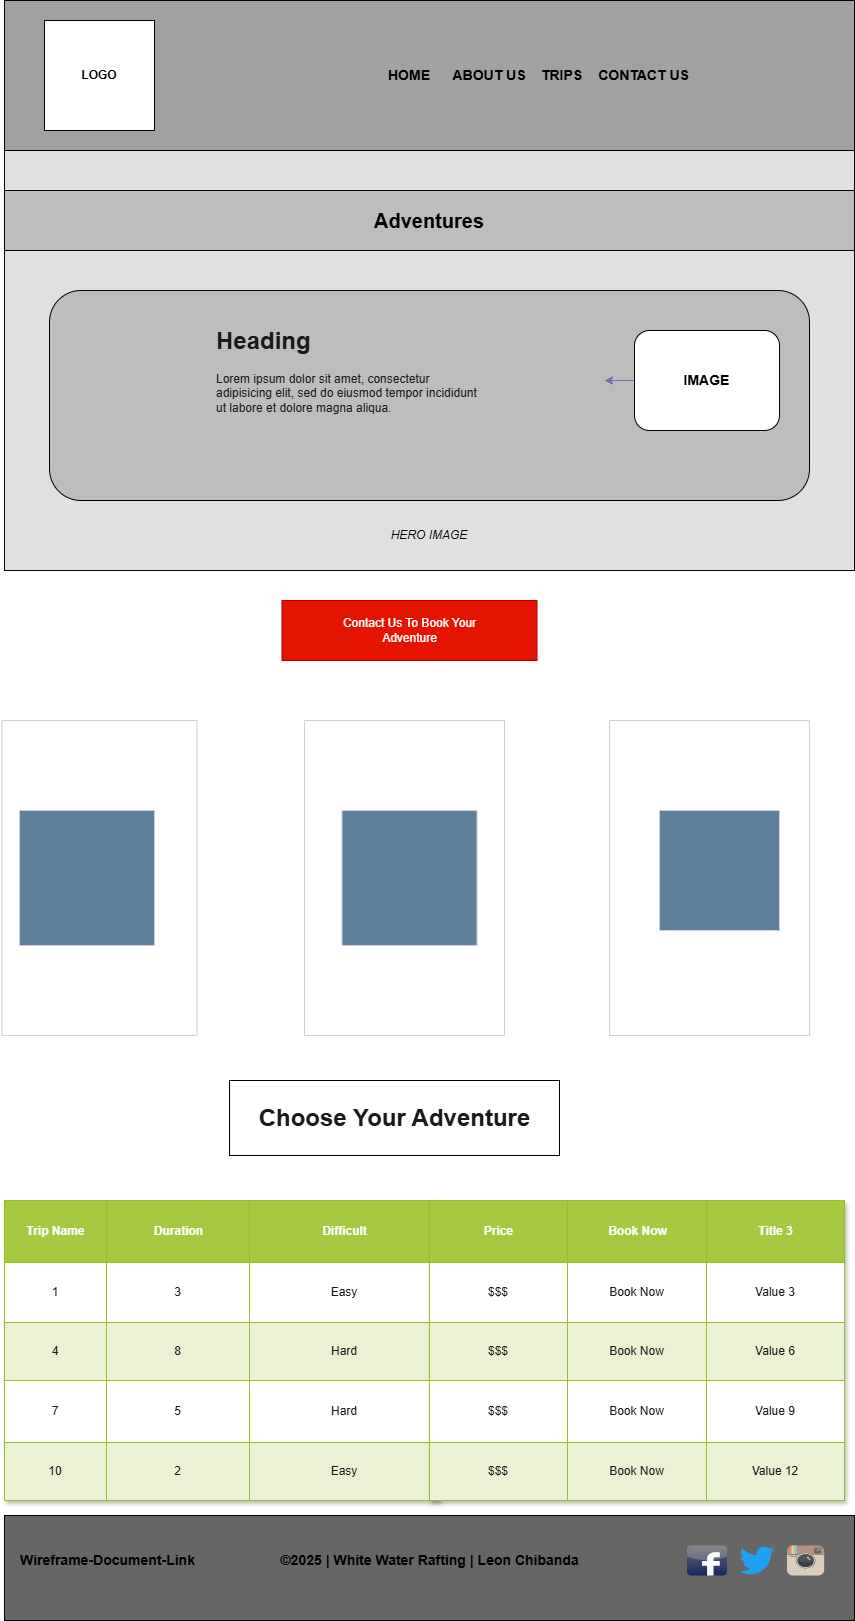 LOGO
HOME ABOUT US TRIPS CONTACT US
Adventures
Heading
Lorem ipsum dolor sit amet, consectetur
adipisicing elit, sed do eiusmod tempor incididunt
ut labore et dolore magna aliqua.
IMAGE
HERO IMAGE
Contact Us To Book Your
Adventure
Choose Your Adventure
Trip Name Duration Difficult Price Book Now Title 3
1 3 Easy $$$ Book Now Value 3
4 8 Hard $$$ Book Now Value 6
7 5 Hard $$$ Book Now Value 9
10 2 Easy $$$ Book Now Value 12
Wireframe-Document-Link ©2025 | White Water Rafting | Leon Chibanda